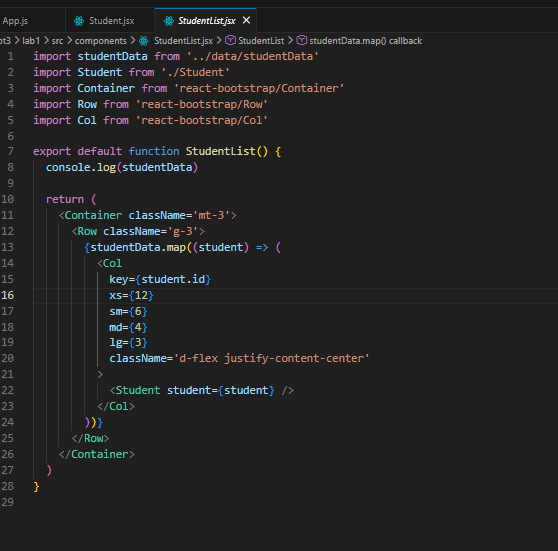 App.js Student.jsx StudentList.jsx
pt3 > lab1 > src > components > StudentList.jsx > StudentList > studentData.map() callback
1 import studentData from '../data/studentData'
2 import Student from './Student'
3 import Container from 'react-bootstrap/Container'
4 import Row from 'react-bootstrap/Row'
5 import Col from 'react-bootstrap/Col'
6
7 export default function StudentList() {
8   console.log(studentData)
9
10   return (
11     <Container className='mt-3'>
12       <Row className='g-3'>
13         {studentData.map((student) => (
14           <Col
15             key={student.id}
16             xs={12}
17             sm={6}
18             md={4}
19             lg={3}
20             className='d-flex justify-content-center'
21           >
22             <Student student={student} />
23           </Col>
24         ))}
25       </Row>
26     </Container>
27   )
28 }
29